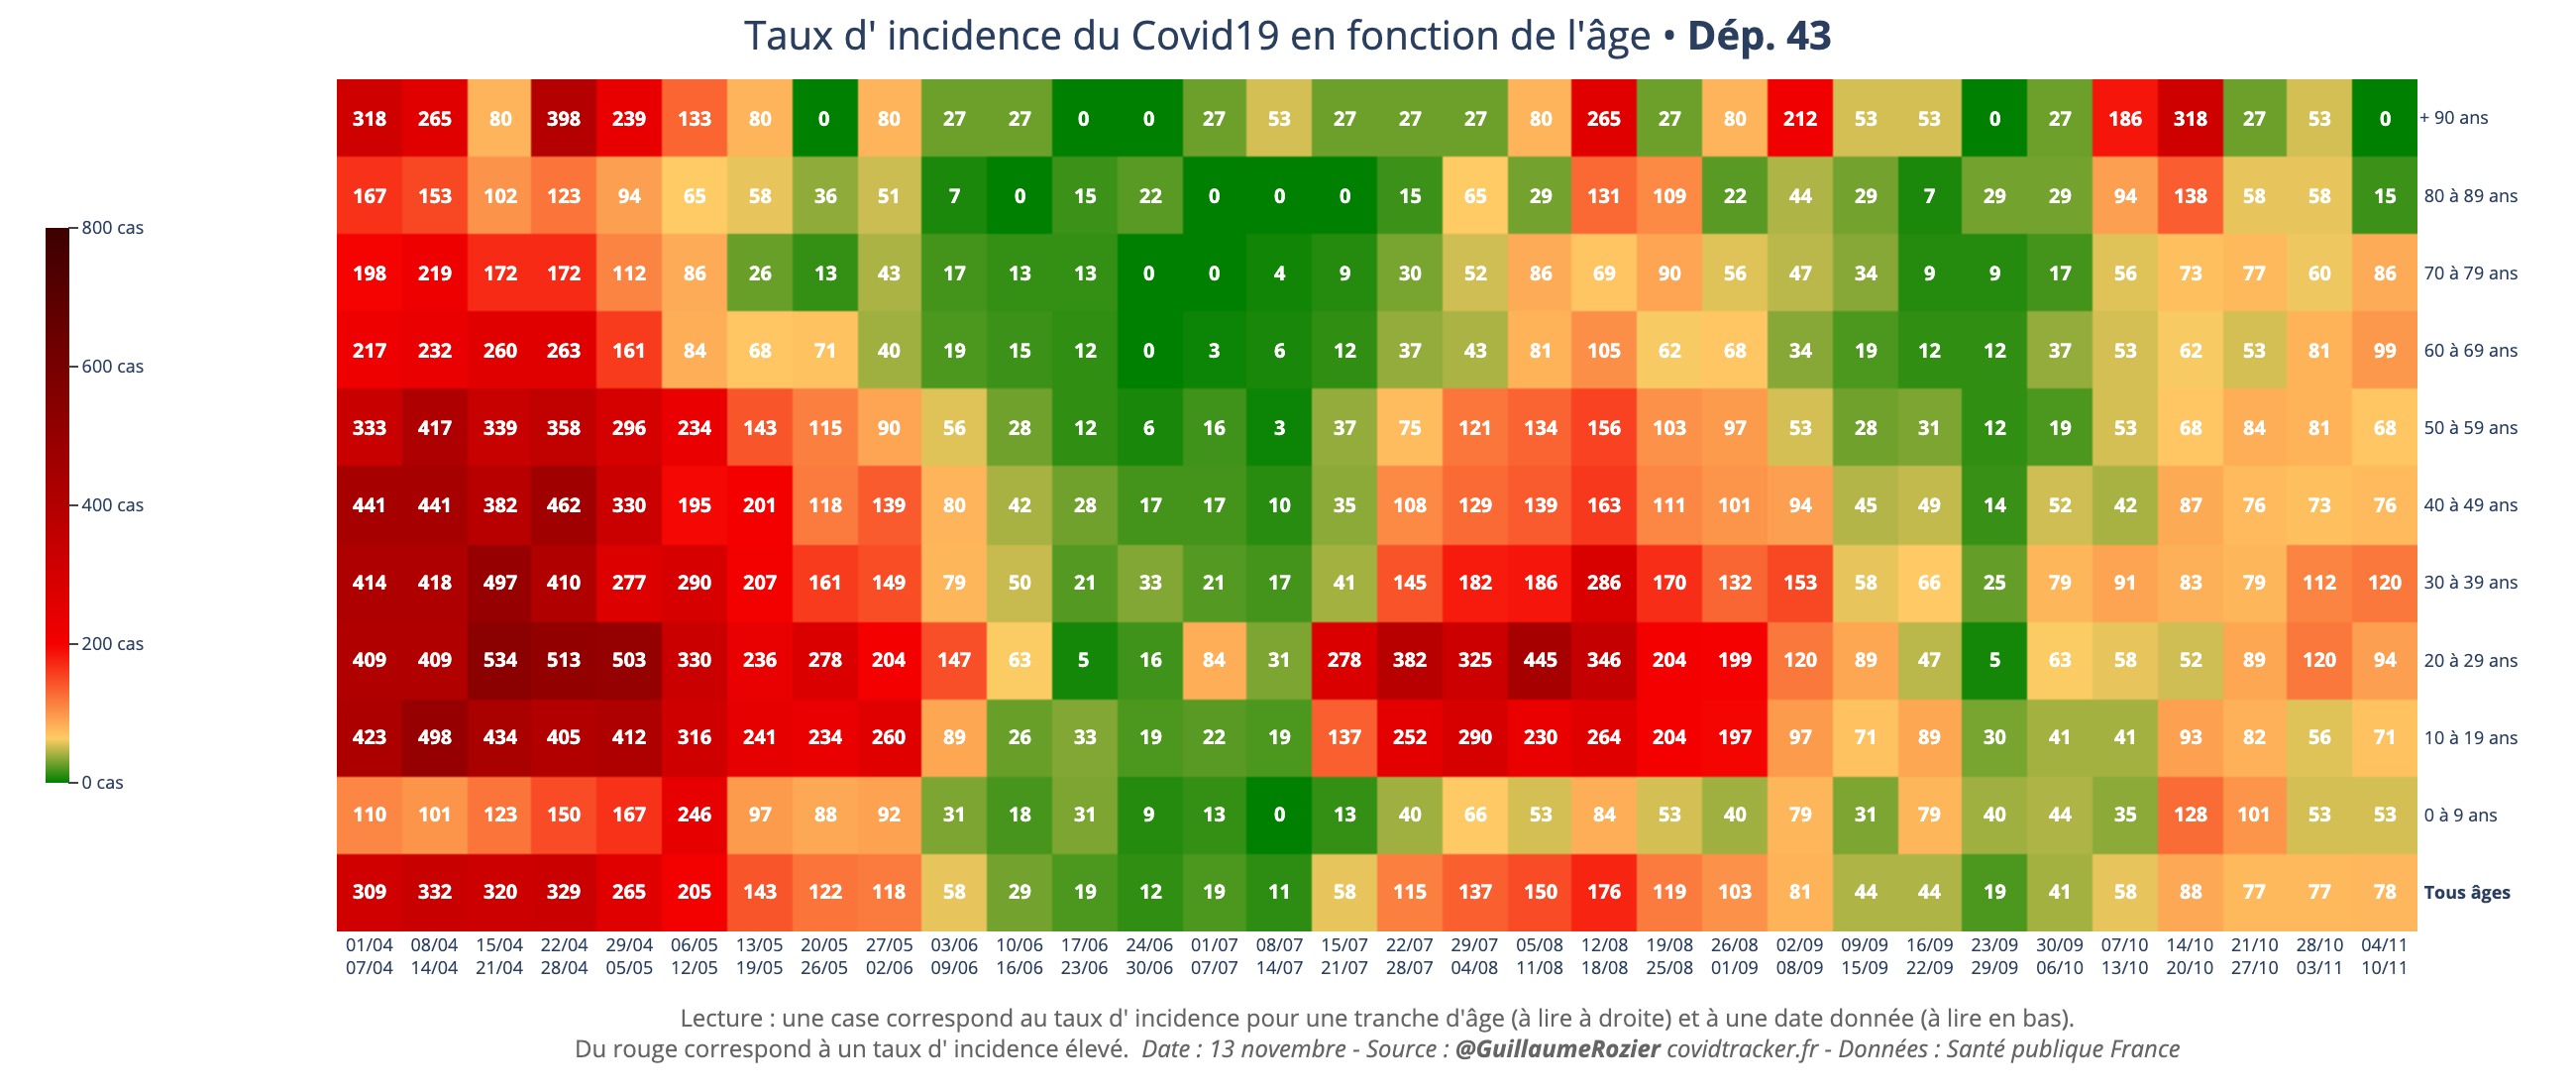 Taux d' incidence du Covid19 en fonction de l'âge • Dép. 43
318 265 80 398 239 133 80 0 80 27 27 0 0 27 53 27 27 27 80 265 27 80 212 53 53 0 27 186 318 27 53 0 + 90 ans
167 153 102 123 94 65 58 36 51 7 0 15 22 0 0 0 15 65 29 131 109 22 44 29 7 29 29 94 138 58 58 15 80 à 89 ans
800 cas
198 219 172 172 112 86 26 13 43 17 13 13 0 0 4 9 30 52 86 69 90 56 47 34 9 9 17 56 73 77 60 86 70 à 79 ans
217 232 260 263 161 84 68 71 40 19 15 12 0 3 6 12 37 43 81 105 62 68 34 19 12 12 37 53 62 53 81 99 60 à 69 ans
600 cas
333 417 339 358 296 234 143 115 90 56 28 12 6 16 3 37 75 121 134 156 103 97 53 28 31 12 19 53 68 84 81 68 50 à 59 ans
400 cas
441 441 382 462 330 195 201 118 139 80 42 28 17 17 10 35 108 129 139 163 111 101 94 45 49 14 52 42 87 76 73 76 40 à 49 ans
414 418 497 410 277 290 207 161 149 79 50 21 33 21 17 41 145 182 186 286 170 132 153 58 66 25 79 91 83 79 112 120 30 à 39 ans
200 cas
409 409 534 513 503 330 236 278 204 147 63 5 16 84 31 278 382 325 445 346 204 199 120 89 47 5 63 58 52 89 120 94 20 à 29 ans
423 498 434 405 412 316 241 234 260 89 26 33 19 22 19 137 252 290 230 264 204 197 97 71 89 30 41 41 93 82 56 71 10 à 19 ans
0 cas
110 101 123 150 167 246 97 88 92 31 18 31 9 13 0 13 40 66 53 84 53 40 79 31 79 40 44 35 128 101 53 53 0 à 9 ans
309 332 320 329 265 205 143 122 118 58 29 19 12 19 11 58 115 137 150 176 119 103 81 44 44 19 41 58 88 77 77 78 Tous âges
01/04 08/04 15/04 22/04 29/04 06/05 13/05 20/05 27/05 03/06 10/06 17/06 24/06 01/07 08/07 15/07 22/07 29/07 05/08 12/08 19/08 26/08 02/09 09/09 16/09 23/09 30/09 07/10 14/10 21/10 28/10 04/11
07/04 14/04 21/04 28/04 05/05 12/05 19/05 26/05 02/06 09/06 16/06 23/06 30/06 07/07 14/07 21/07 28/07 04/08 11/08 18/08 25/08 01/09 08/09 15/09 22/09 29/09 06/10 13/10 20/10 27/10 03/11 10/11
Lecture : une case correspond au taux d' incidence pour une tranche d'âge (à lire à droite) et à une date donnée (à lire en bas).
Du rouge correspond à un taux d' incidence élevé. Date : 13 novembre - Source : @GuillaumeRozier covidtracker.fr - Données : Santé publique France